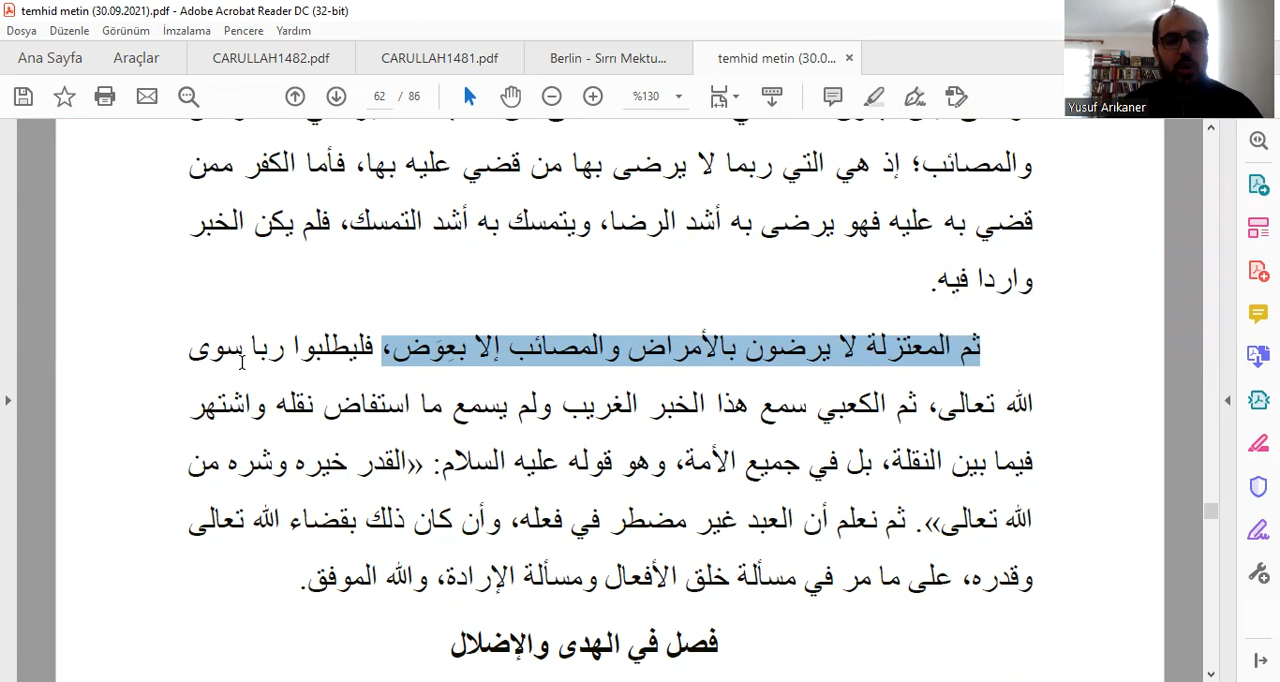 temhid metin (30.09.2021).pdf - Adobe Acrobat Reader DC (32-bit)
Dosya Düzenle Görünüm İmzalama Pencere Yardım
Ana Sayfa Araçlar CARULLAH1482.pdf CARULLAH1481.pdf Berlin - Sırrı Mektu... temhid metin (30.0... ×
62 / 86 %130
Yusuf Arıkaner
والمصائب؛ إذ هي التي ربما لا يرضى بها من قضي عليه بها، فأما الكفر ممن
قضي به عليه فهو يرضى به أشد الرضا، ويتمسك به أشد التمسك، فلم يكن الخبر
واردا فيه.
ثم المعتزلة لا يرضون بالأمراض والمصائب إلا بعِوَض، فليطلبوا ربا سوى
الله تعالى، ثم الكعبي سمع هذا الخبر الغريب ولم يسمع ما استفاض نقله واشتهر
فيما بين النقلة، بل في جميع الأمة، وهو قوله عليه السلام: «القدر خيره وشره من
الله تعالى». ثم نعلم أن العبد غير مضطر في فعله، وأن كان ذلك بقضاء الله تعالى
وقدره، على ما مر في مسألة خلق الأفعال ومسألة الإرادة، والله الموفق.
فصل في الهدى والإضلال